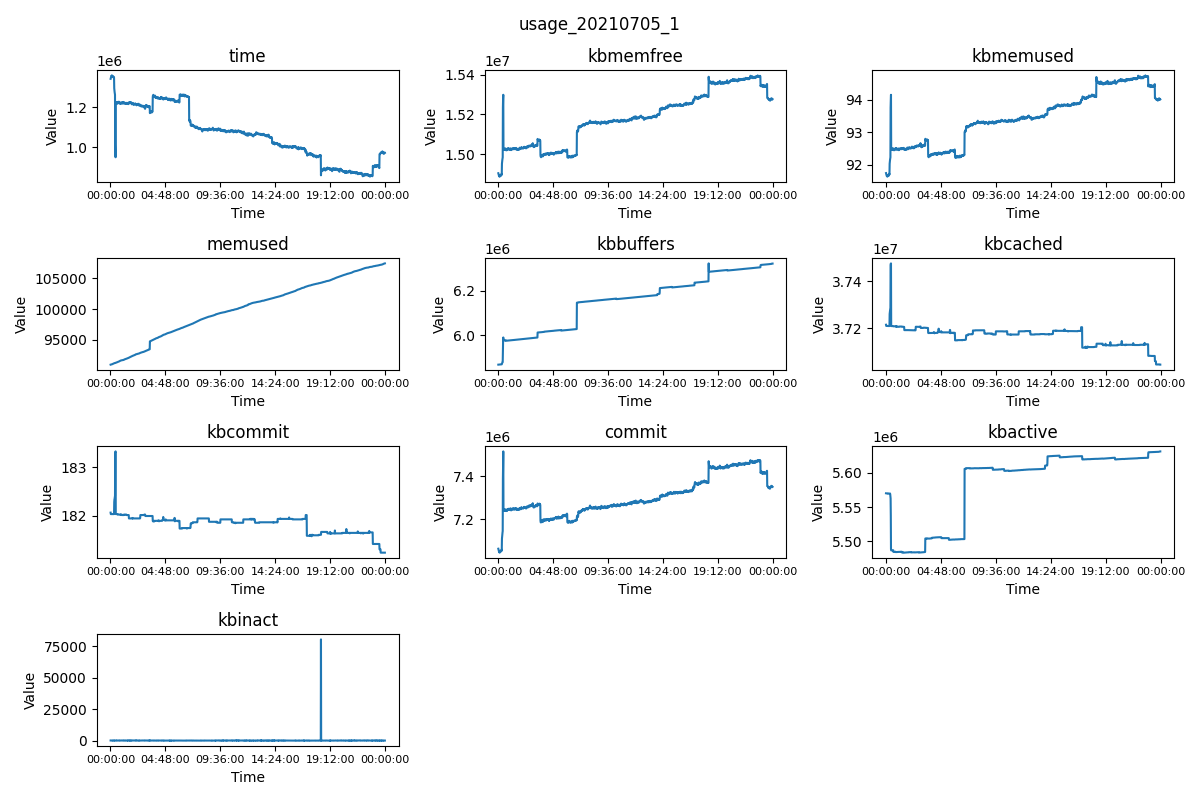 usage_20210705_1
time
1e6
1.2
1.0
Value
00:00:00 04:48:00 09:36:00 14:24:00 19:12:00 00:00:00
Time
kbmemfree
1e7
1.54
1.52
1.50
Value
00:00:00 04:48:00 09:36:00 14:24:00 19:12:00 00:00:00
Time
kbmemused
94
93
92
Value
00:00:00 04:48:00 09:36:00 14:24:00 19:12:00 00:00:00
Time
memused
105000
100000
95000
Value
00:00:00 04:48:00 09:36:00 14:24:00 19:12:00 00:00:00
Time
kbbuffers
1e6
6.2
6.0
Value
00:00:00 04:48:00 09:36:00 14:24:00 19:12:00 00:00:00
Time
kbcached
1e7
3.74
3.72
Value
00:00:00 04:48:00 09:36:00 14:24:00 19:12:00 00:00:00
Time
kbcommit
183
182
Value
00:00:00 04:48:00 09:36:00 14:24:00 19:12:00 00:00:00
Time
commit
1e6
7.4
7.2
Value
00:00:00 04:48:00 09:36:00 14:24:00 19:12:00 00:00:00
Time
kbactive
1e6
5.60
5.55
5.50
Value
00:00:00 04:48:00 09:36:00 14:24:00 19:12:00 00:00:00
Time
kbinact
75000
50000
25000
0
Value
00:00:00 04:48:00 09:36:00 14:24:00 19:12:00 00:00:00
Time